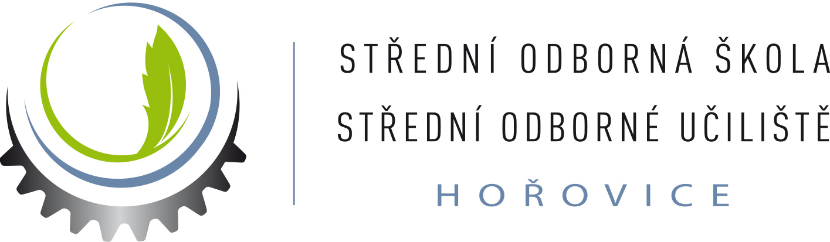 STŘEDNÍ ODBORNÁ ŠKOLA
STŘEDNÍ ODBORNÉ UČILIŠTĚ
HOŘOVICE